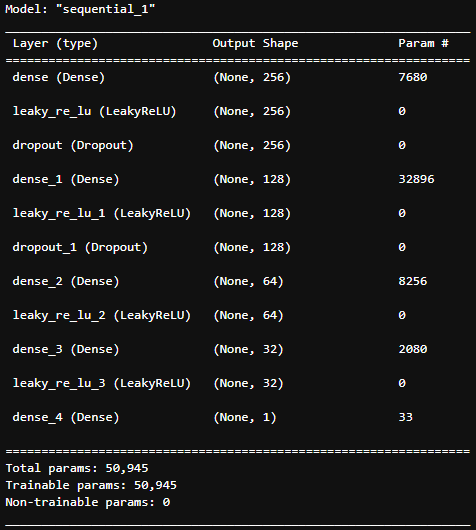 Model: "sequential_1"
Layer (type) Output Shape Param #
dense (Dense) (None, 256) 7680
leaky_re_lu (LeakyReLU) (None, 256) 0
dropout (Dropout) (None, 256) 0
dense_1 (Dense) (None, 128) 32896
leaky_re_lu_1 (LeakyReLU) (None, 128) 0
dropout_1 (Dropout) (None, 128) 0
dense_2 (Dense) (None, 64) 8256
leaky_re_lu_2 (LeakyReLU) (None, 64) 0
dense_3 (Dense) (None, 32) 2080
leaky_re_lu_3 (LeakyReLU) (None, 32) 0
dense_4 (Dense) (None, 1) 33
Total params: 50,945
Trainable params: 50,945
Non-trainable params: 0